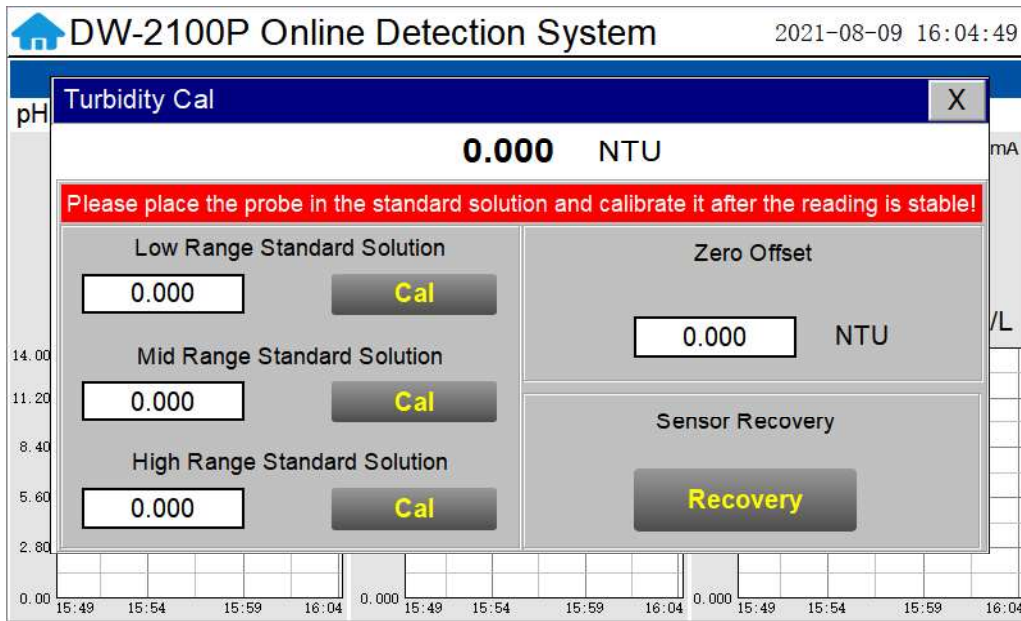 DW-2100P Online Detection System
2021-08-09 16:04:49
pH
Turbidity Cal
X
mA
0.000 NTU
Please place the probe in the standard solution and calibrate it after the reading is stable!
Low Range Standard Solution
0.000 Cal
Mid Range Standard Solution
0.000 Cal
High Range Standard Solution
0.000 Cal
Zero Offset
0.000 NTU
Sensor Recovery
Recovery
/L
14.00
11.20
8.40
5.60
2.80
0.00
15:49 15:54 15:59 16:04
0.000
15:49 15:54 15:59 16:04
0.000
15:49 15:54 15:59 16:04